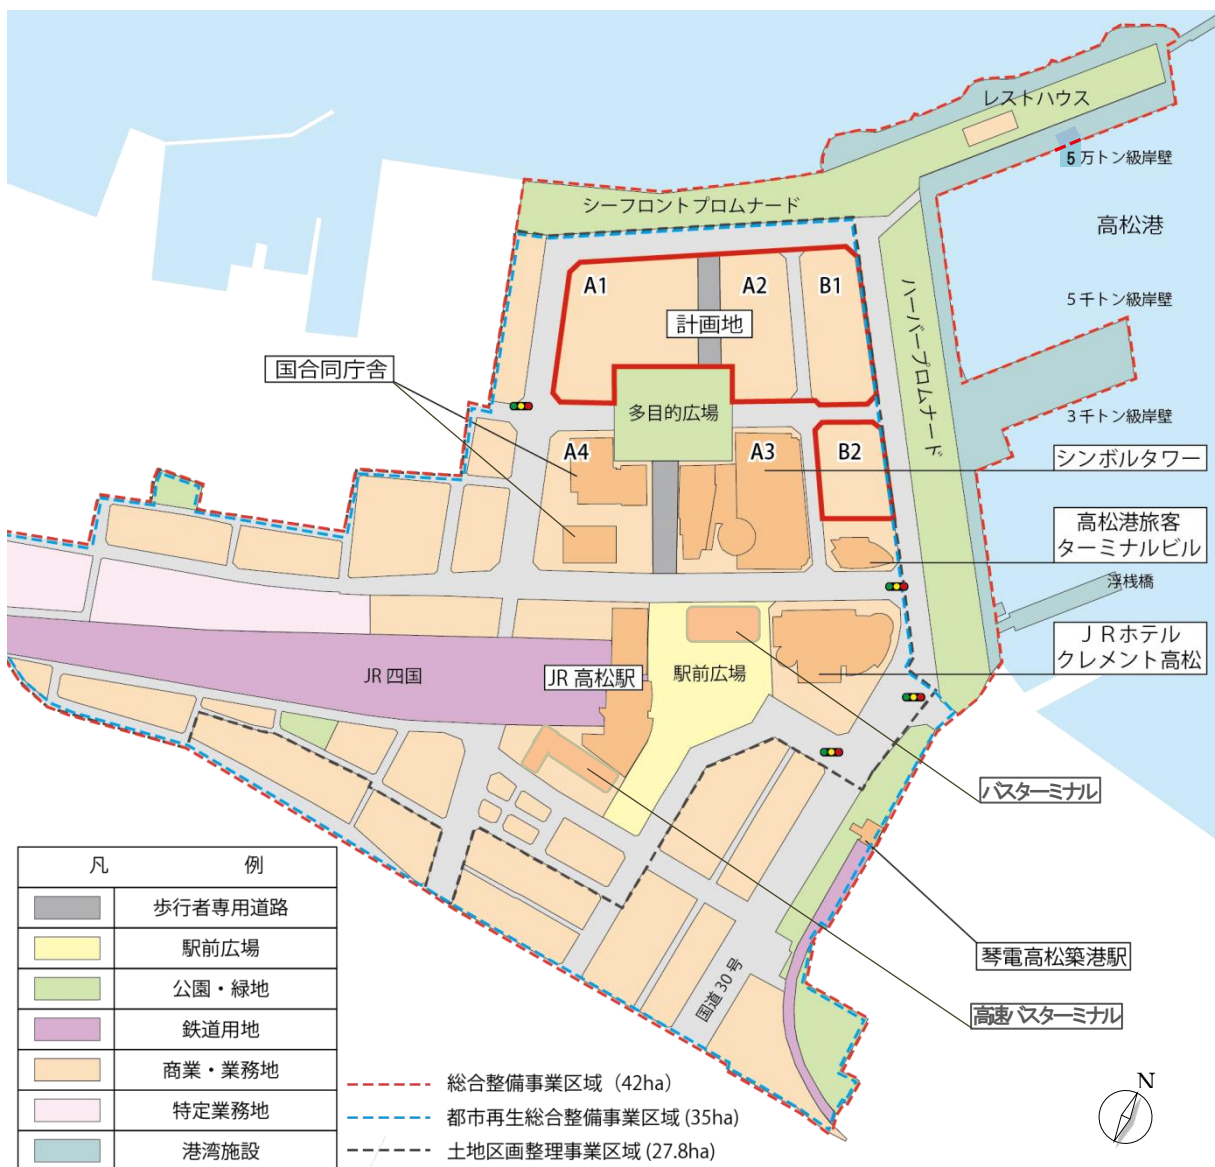 レストハウス
5万トン級岸壁
シーフロントプロムナード
高松港
A1
A2
B1
計画地
ハーバープロムナード
5千トン級岸壁
国合同庁舎
多目的広場
3千トン級岸壁
A4
A3
B2
シンボルタワー
高松港旅客
ターミナルビル
浮桟橋
JRホテル
クレメント高松
JR四国
JR高松駅
駅前広場
バスターミナル
琴電高松築港駅
高速バスターミナル
国道30号
凡 例
歩行者専用道路
駅前広場
公園・緑地
鉄道用地
商業・業務地
特定業務地
港湾施設
総合整備事業区域（42ha）
都市再生総合整備事業区域(35ha)
土地区画整理事業区域(27.8ha)
N